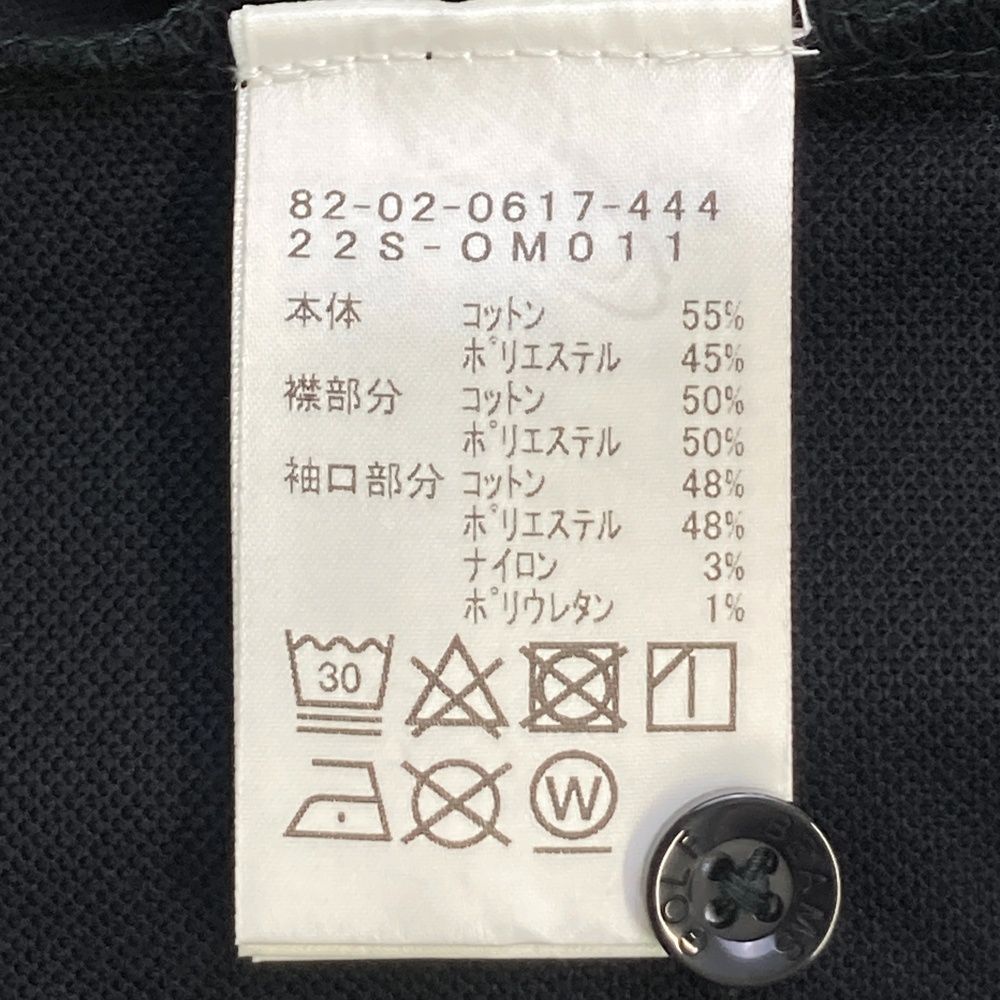 82-02-0617-444
22S-OM011
本体 コットン 55%
ポリエステル 45%
襟部分 コットン 50%
ポリエステル 50%
袖口部分 コットン 48%
ポリエステル 48%
ナイロン 3%
ポリウレタン 1%
30
W
GOLF